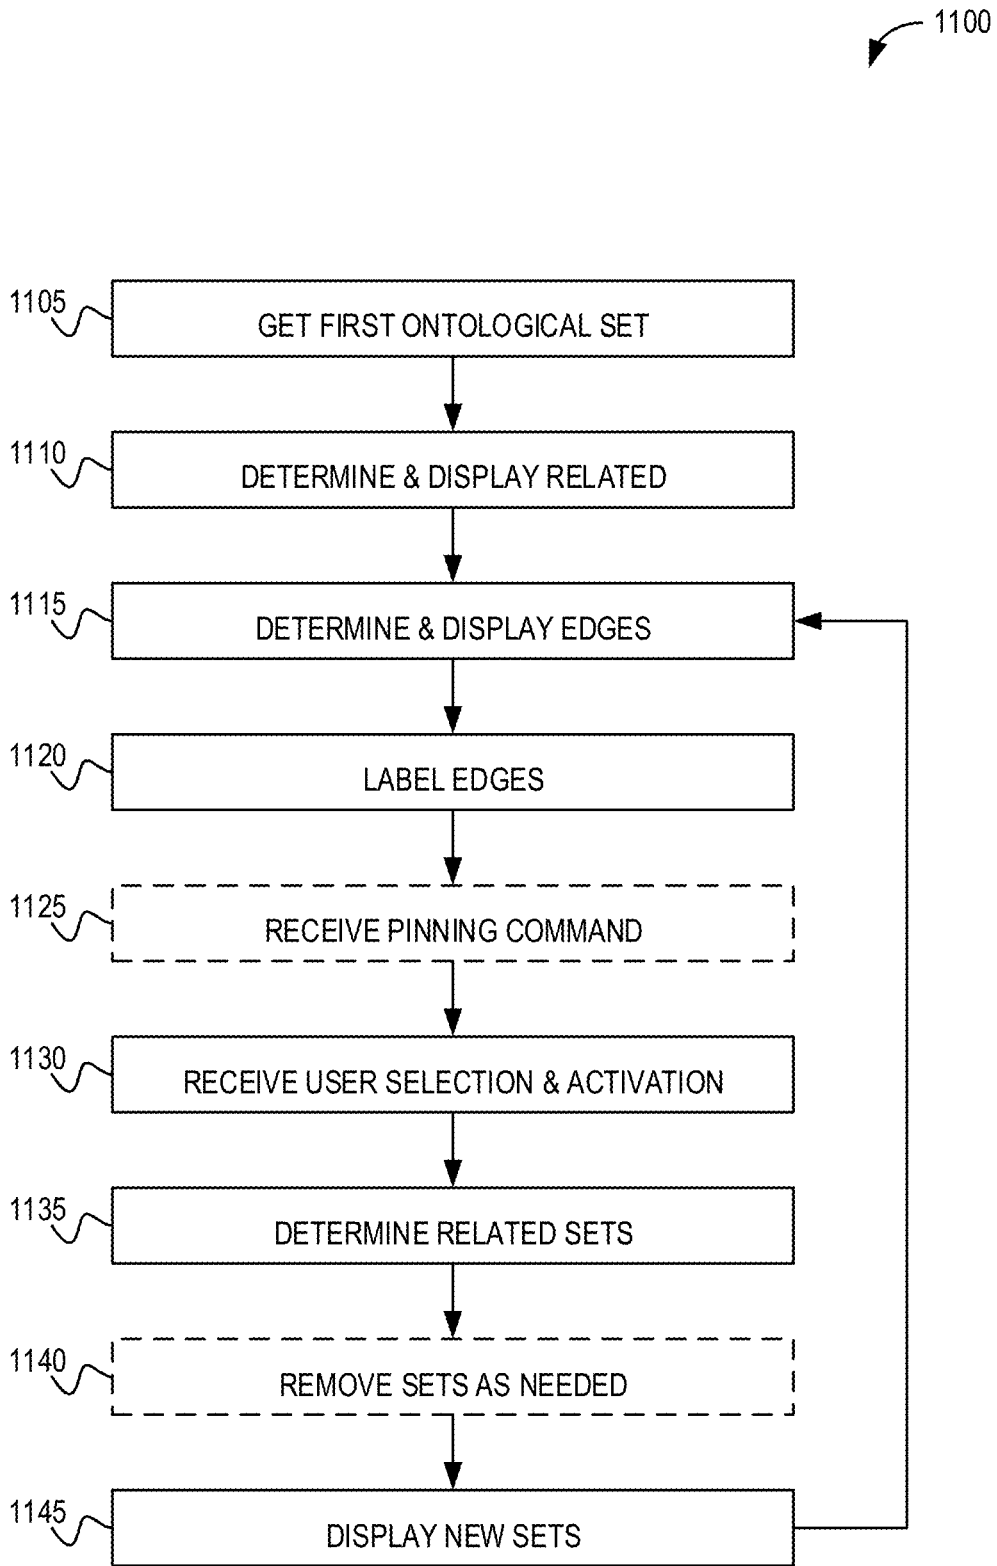 1100
1105
GET FIRST ONTOLOGICAL SET
1110
DETERMINE & DISPLAY RELATED
1115
DETERMINE & DISPLAY EDGES
1120
LABEL EDGES
1125
RECEIVE PINNING COMMAND
1130
RECEIVE USER SELECTION & ACTIVATION
1135
DETERMINE RELATED SETS
1140
REMOVE SETS AS NEEDED
1145
DISPLAY NEW SETS